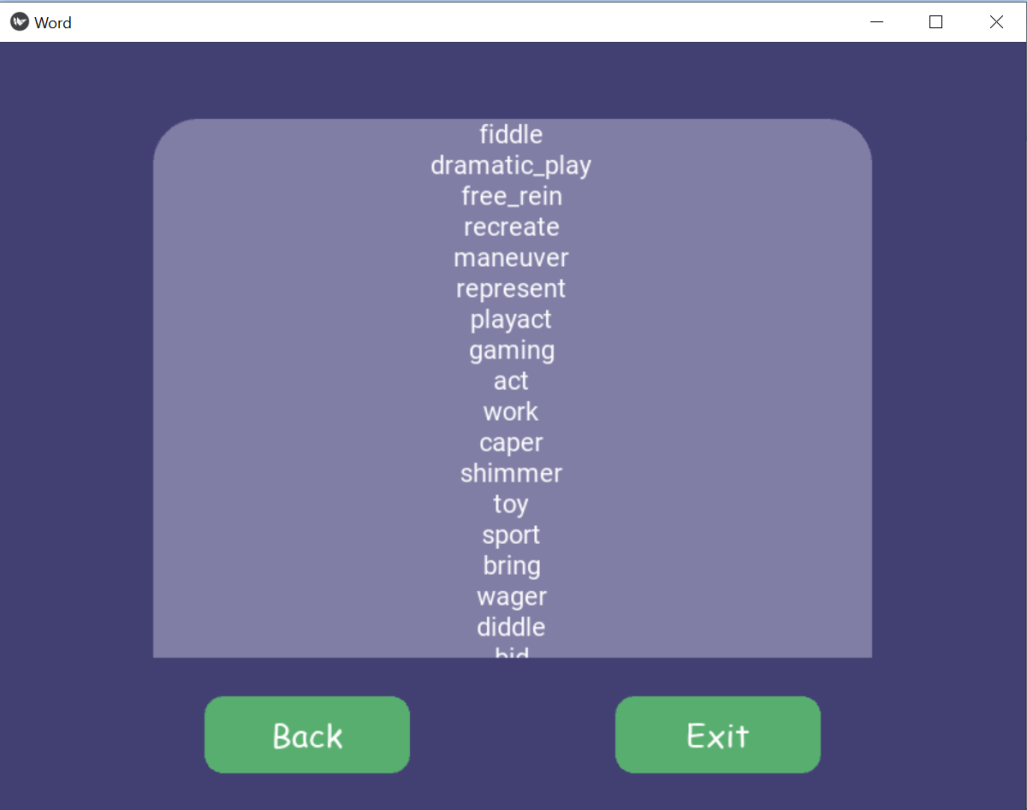 Word
fiddle
dramatic_play
free_rein
recreate
maneuver
represent
playact
gaming
act
work
caper
shimmer
toy
sport
bring
wager
diddle
bid
Back
Exit